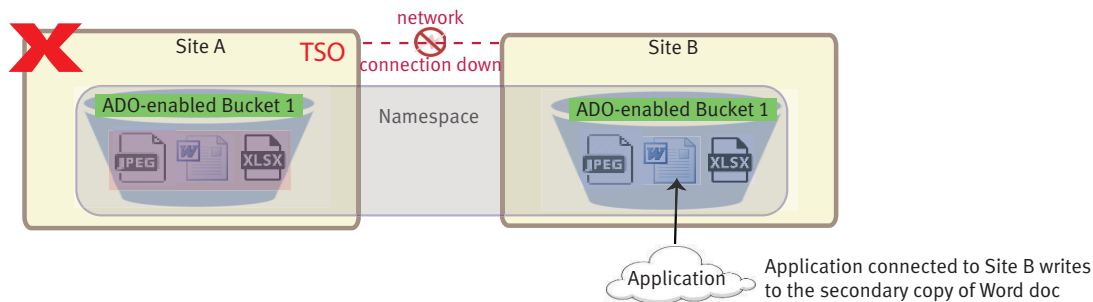 network
Site A
TSO
Site B
connection down
ADO-enabled Bucket 1
Namespace
ADO-enabled Bucket 1
JPEG
W
XLSX
JPEG
W
XLSX
Application
Application connected to Site B writes
to the secondary copy of Word doc